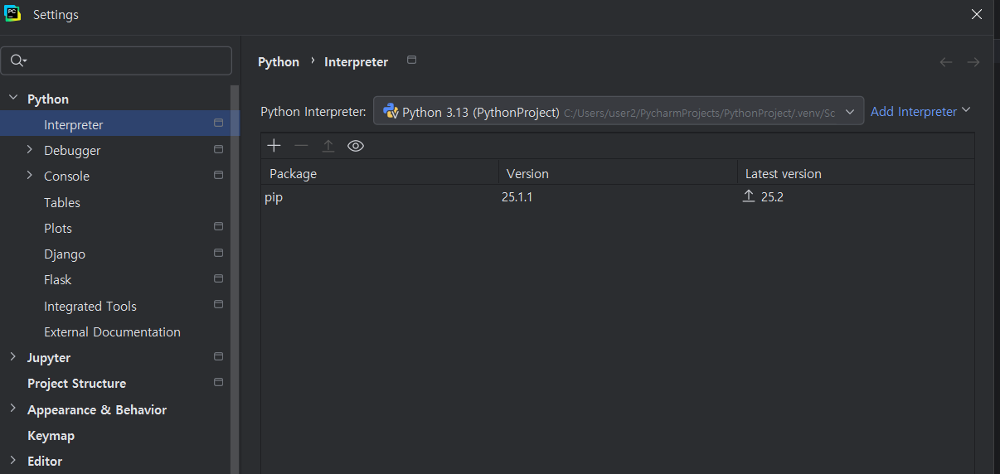 Settings
Python › Interpreter
Python
Interpreter
Debugger
Console
Tables
Plots
Django
Flask
Integrated Tools
External Documentation
Jupyter
Project Structure
Appearance & Behavior
Keymap
Editor
Python Interpreter: Python 3.13 (PythonProject) C:/Users/user2/PycharmProjects/PythonProject/.venv/Sc Add Interpreter
Package Version Latest version
pip 25.1.1 25.2